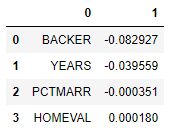 0 1
0 BACKER -0.082927
1 YEARS -0.039559
2 PCTMARR -0.000351
3 HOMEVAL 0.000180